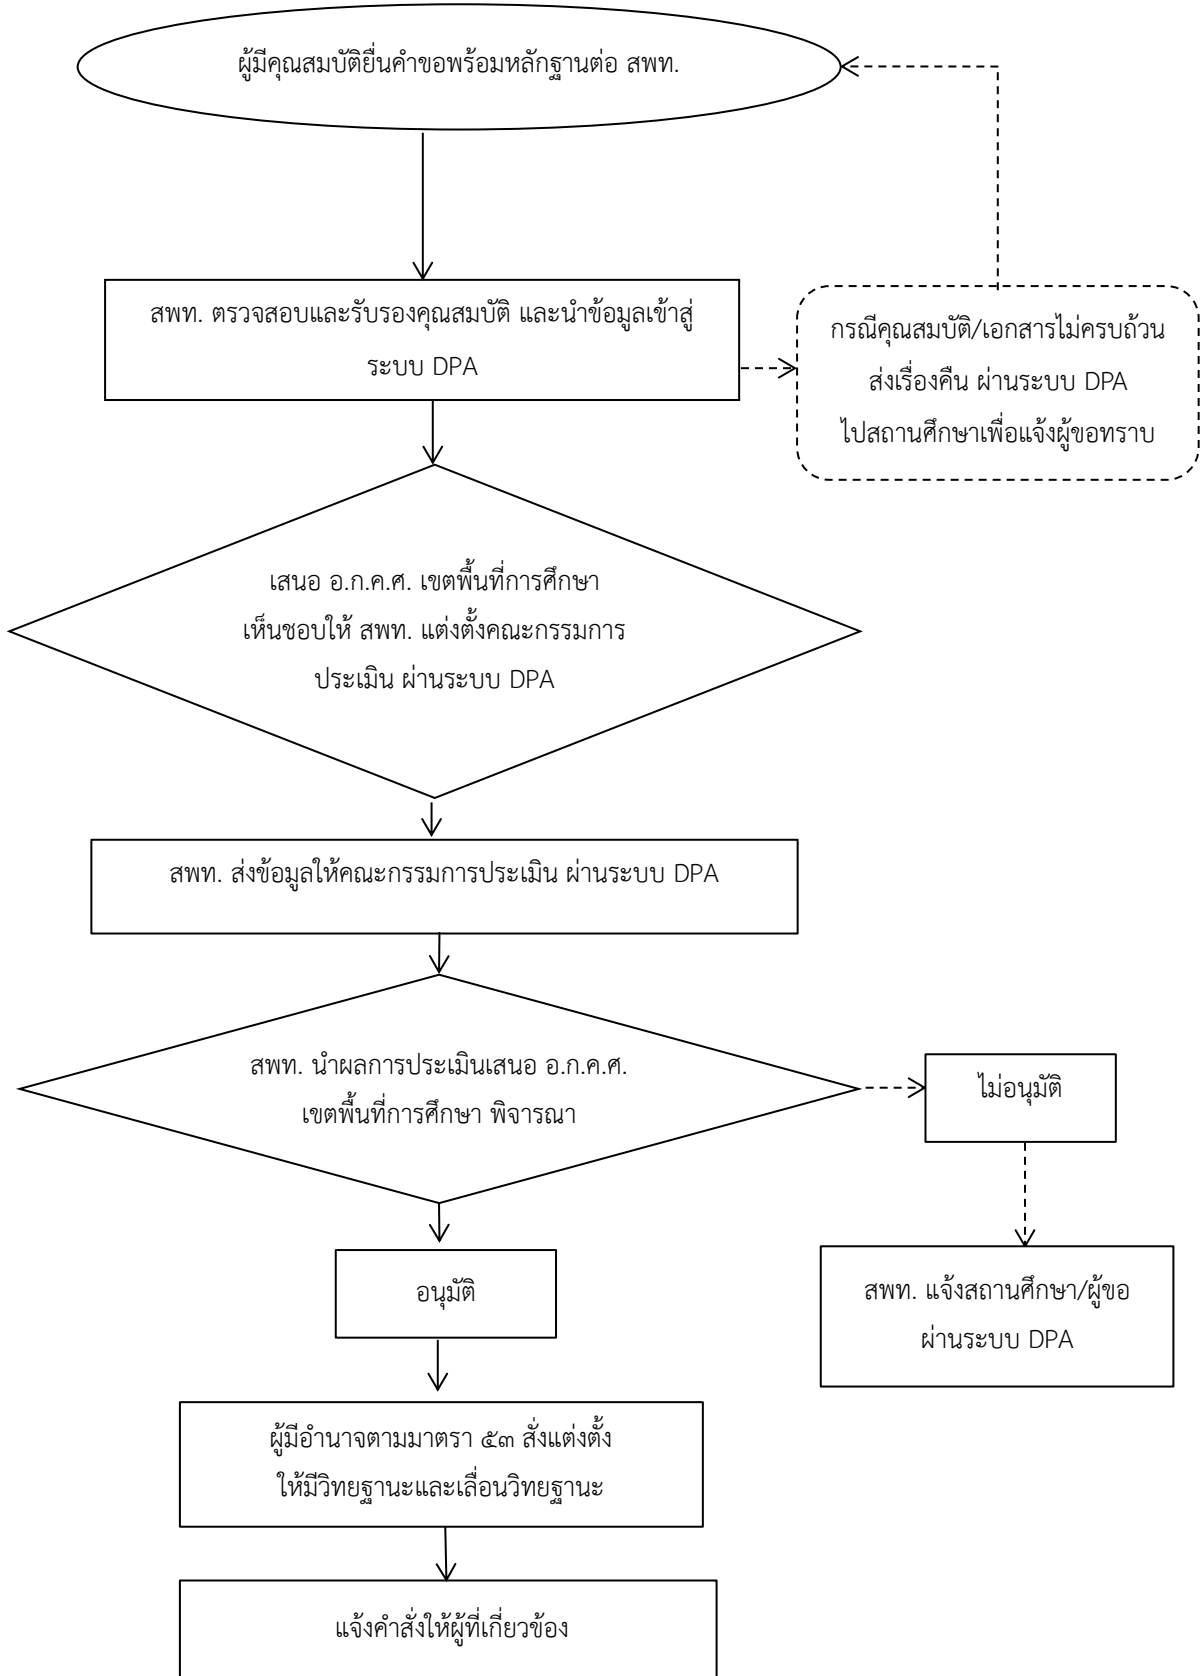 ผู้มีคุณสมบัติยื่นคำขอพร้อมหลักฐานต่อ สพท.
สพท. ตรวจสอบและรับรองคุณสมบัติ และนำข้อมูลเข้าสู่
ระบบ DPA
กรณีคุณสมบัติ/เอกสารไม่ครบถ้วน
ส่งเรื่องคืน ผ่านระบบ DPA
ไปสถานศึกษาเพื่อแจ้งผู้ขอทราบ
เสนอ อ.ก.ค.ศ. เขตพื้นที่การศึกษา
เห็นชอบให้ สพท. แต่งตั้งคณะกรรมการ
ประเมิน ผ่านระบบ DPA
สพท. ส่งข้อมูลให้คณะกรรมการประเมิน ผ่านระบบ DPA
สพท. นำผลการประเมินเสนอ อ.ก.ค.ศ.
เขตพื้นที่การศึกษา พิจารณา
ไม่อนุมัติ
อนุมัติ
สพท. แจ้งสถานศึกษา/ผู้ขอ
ผ่านระบบ DPA
ผู้มีอำนาจตามมาตรา ๕๓ สั่งแต่งตั้ง
ให้มีวิทยฐานะและเลื่อนวิทยฐานะ
แจ้งคำสั่งให้ผู้ที่เกี่ยวข้อง